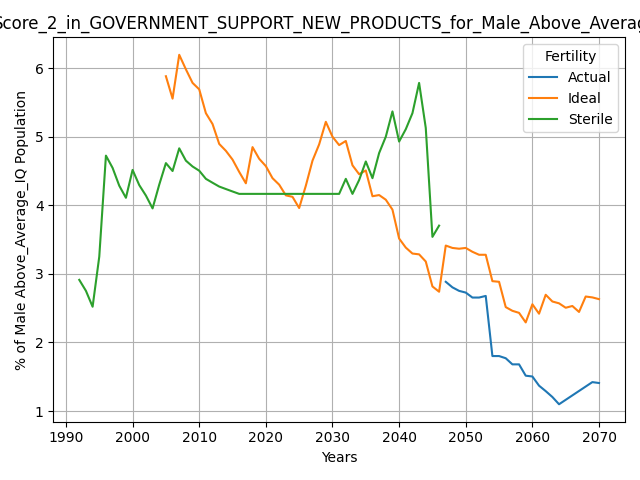 Score_2_in_GOVERNMENT_SUPPORT_NEW_PRODUCTS_for_Male_Above_Averag
Fertility
Actual
Ideal
Sterile
% of Male Above_Average_IQ Population
6
5
4
3
2
1
1990 2000 2010 2020 2030 2040 2050 2060 2070
Years